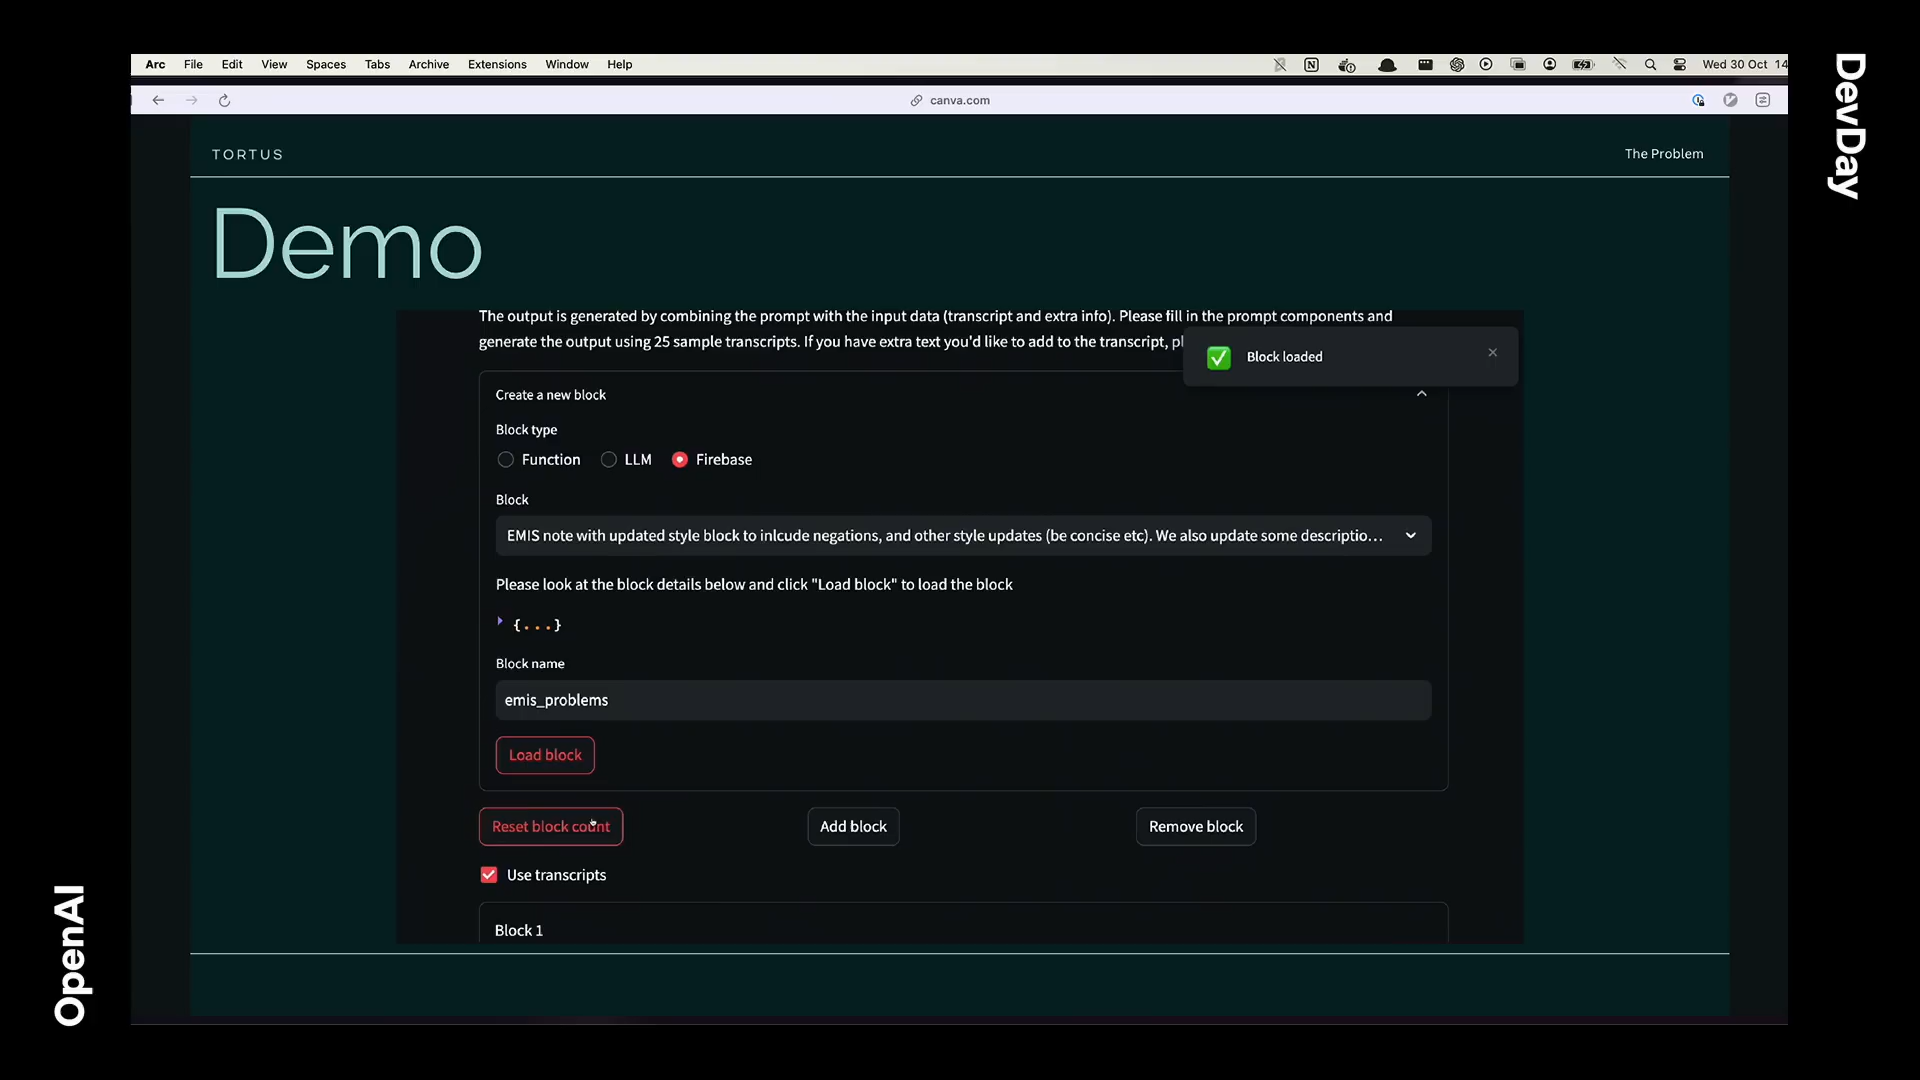 Arc File Edit View Spaces Tabs Archive Extensions Window Help Wed 30 Oct 14
canva.com
TORTUS
The Problem
Demo
The output is generated by combining the prompt with the input data (transcript and extra info). Please fill in the prompt components and
generate the output using 25 sample transcripts. If you have extra text you'd like to add to the transcript, pl
Block loaded
Create a new block
Block type
Function LLM Firebase
Block
EMIS note with updated style block to inlcude negations, and other style updates (be concise etc). We also update some descriptio...
Please look at the block details below and click "Load block" to load the block
{...}
Block name
emis_problems
Load block
Reset block count Add block Remove block
Use transcripts
Block 1
OpenAI
DevDay